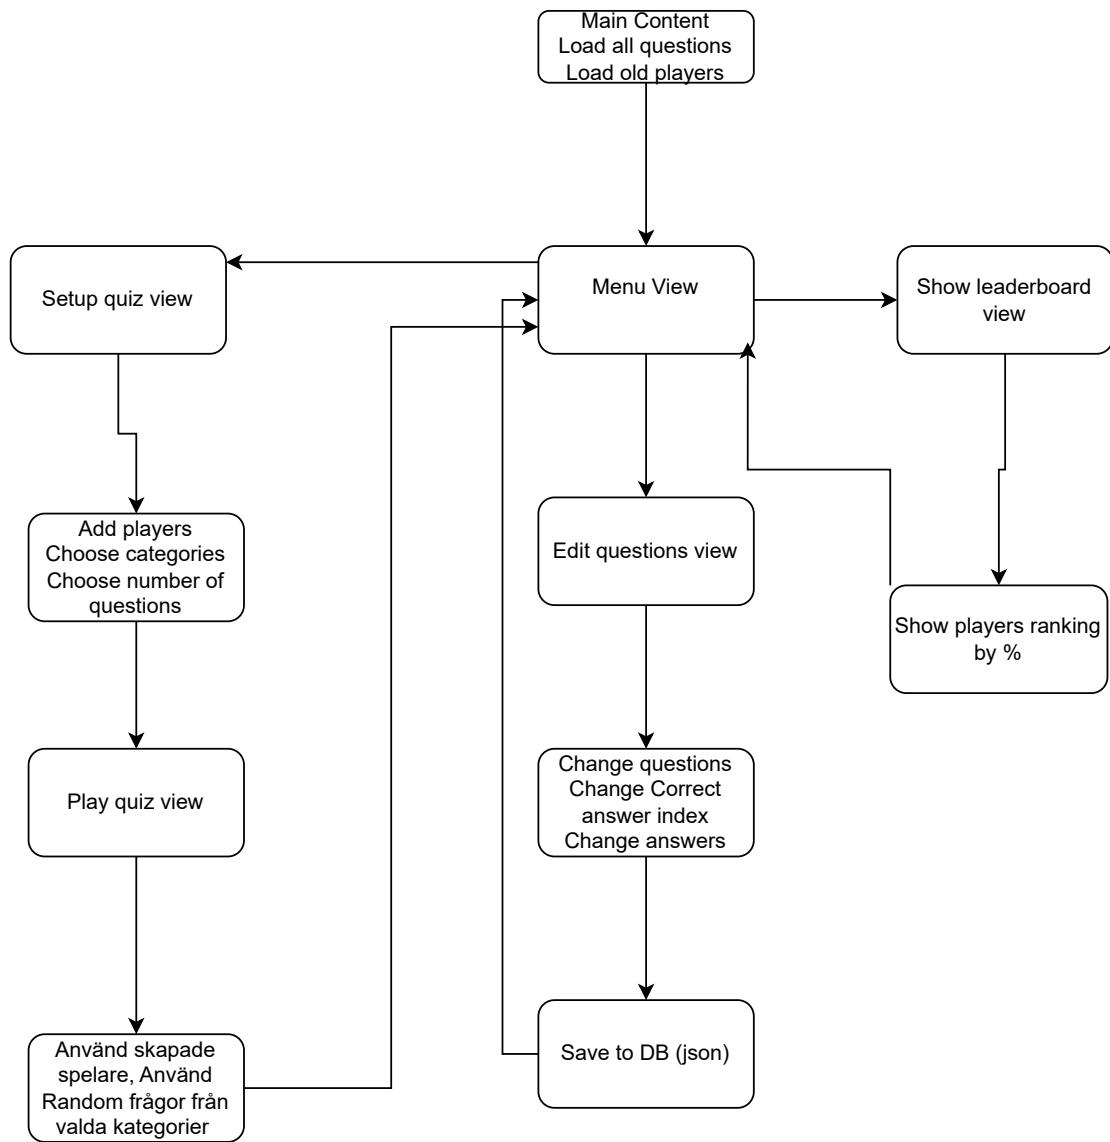 Main Content
Load all questions
Load old players
Setup quiz view
Menu View
Show leaderboard
view
Add players
Choose categories
Choose number of
questions
Edit questions view
Show players ranking
by %
Play quiz view
Change questions
Change Correct
answer index
Change answers
Använd skapade
spelare, Använd
Random frågor från
valda kategorier
Save to DB (json)